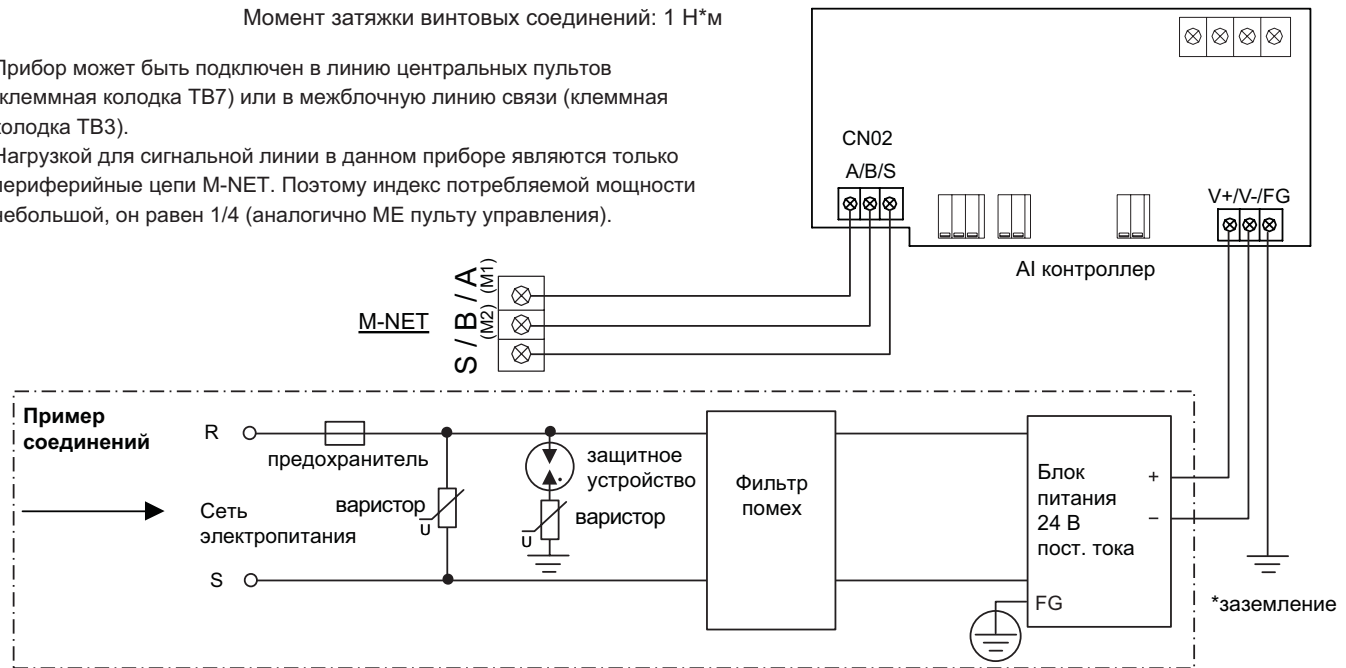 Момент затяжки винтовых соединений: 1 Н*м
Прибор может быть подключен в линию центральных пультов
клеммная колодка TB7) или в межблочную линию связи (клеммная
колодка TB3).
Нагрузкой для сигнальной линии в данном приборе являются только
периферийные цепи M-NET. Поэтому индекс потребляемой мощности
небольшой, он равен 1/4 (аналогично ME пульту управления).
CN02
A/B/S
V+/V-/FG
AI контроллер
M-NET
S / B / A
(M2) (M1)
Пример
соединений
R
предохранитель
варистор
U
защитное
устройство
варистор
U
Сеть
электропитания
S
Фильтр
помех
Блок
питания
24 В
пост. тока
+
–
FG
*заземление